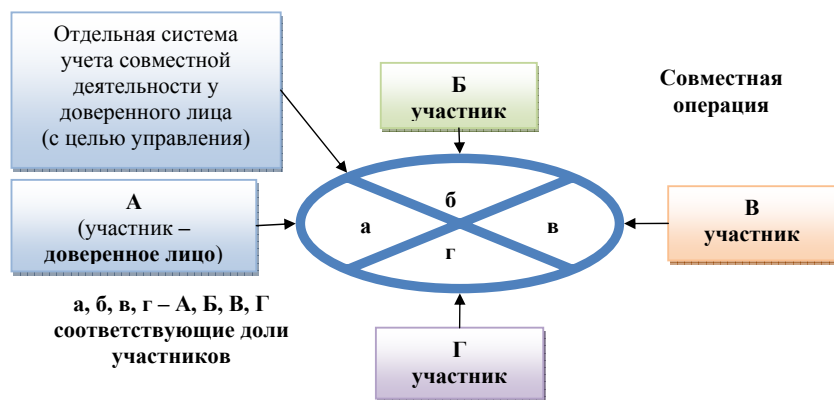 Отдельная система
учета совместной
деятельности у
доверенного лица
(с целью управления)
Б
участник
Совместная
операция
А
(участник –
доверенное лицо)
б
а
в
г
В
участник
а, б, в, г – А, Б, В, Г
соответствующие доли
участников
Г
участник